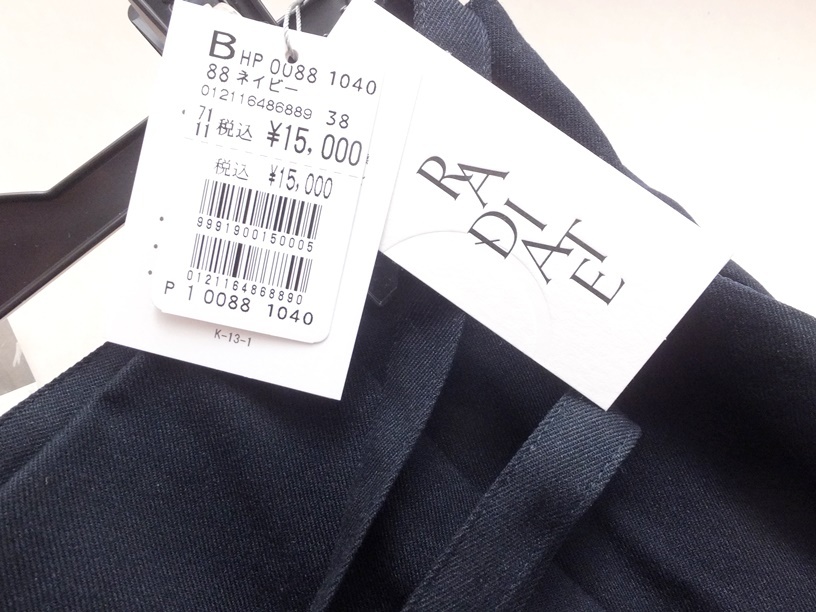 B HP 0088 1040
88 ネイビー
012116486889 38
71
11 税込 ¥15,000
税込 ¥15,000
9991900150005
0121164868890
P 1 0088 1040
K-13-1
RA
DI
AT
E